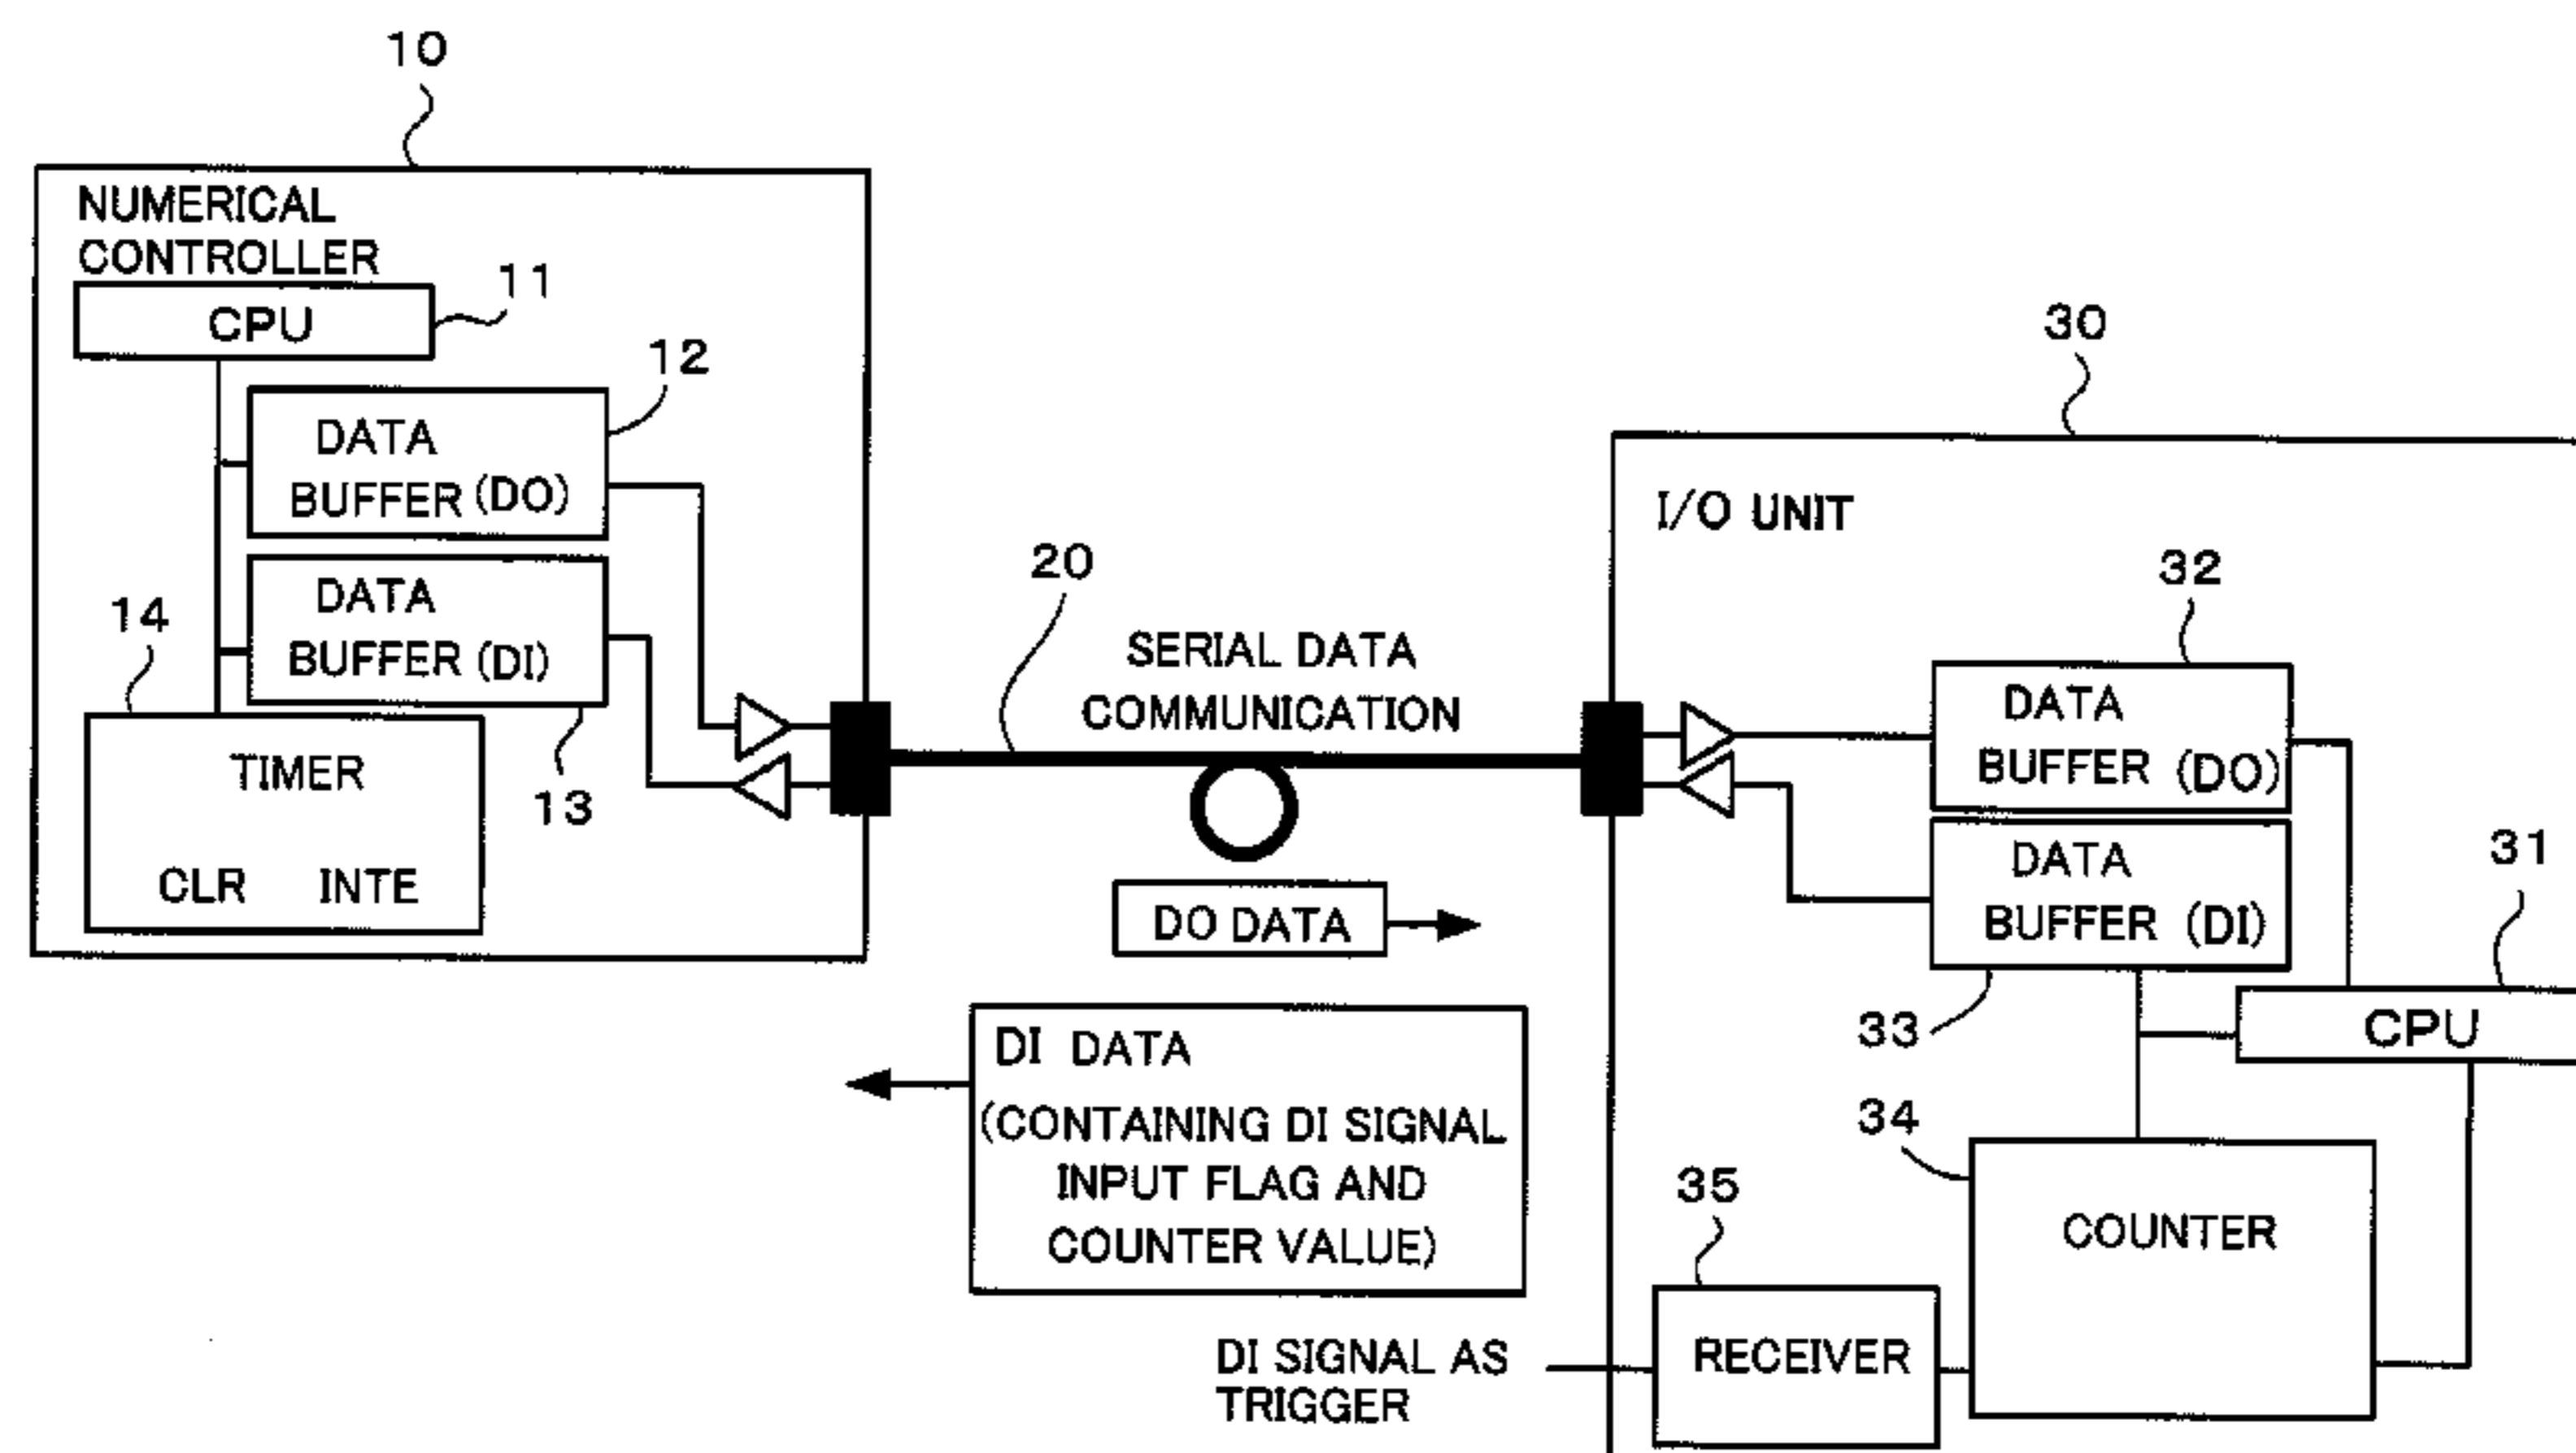 10
NUMERICAL
CONTROLLER
11
CPU
12
DATA
BUFFER (DO)
DATA
BUFFER (DI)
14
13
TIMER
CLR INTE
20
SERIAL DATA
COMMUNICATION
DO DATA
DI DATA
(CONTAINING DI SIGNAL
INPUT FLAG AND
COUNTER VALUE)
30
I/O UNIT
32
DATA
BUFFER (DO)
DATA
BUFFER (DI)
33
31
CPU
34
COUNTER
35
RECEIVER
DI SIGNAL AS
TRIGGER